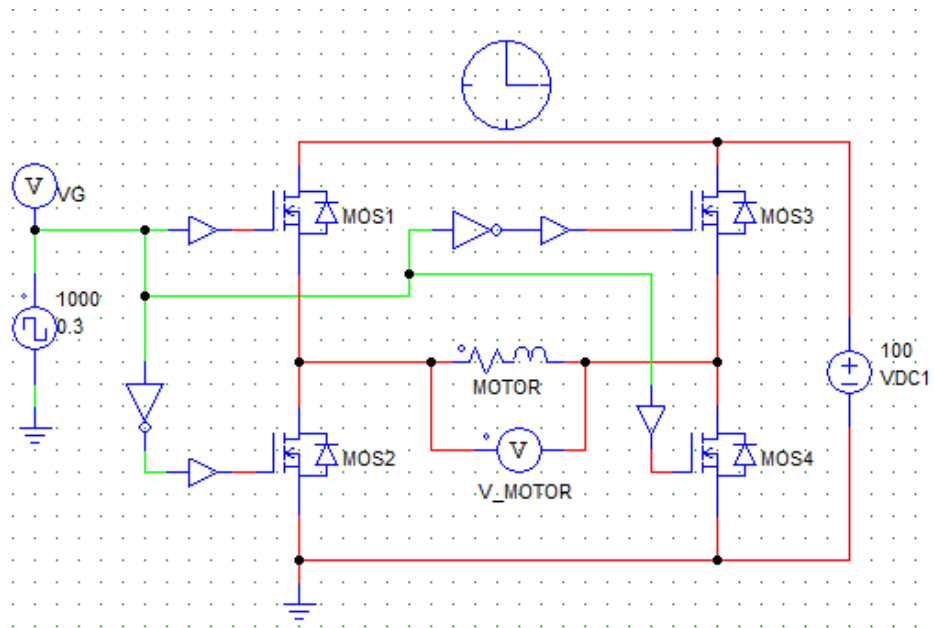 V
VG
MOS1
MOS3
1000
0.3
100
VDC1
MOTOR
MOS2
V
V_MOTOR
MOS4